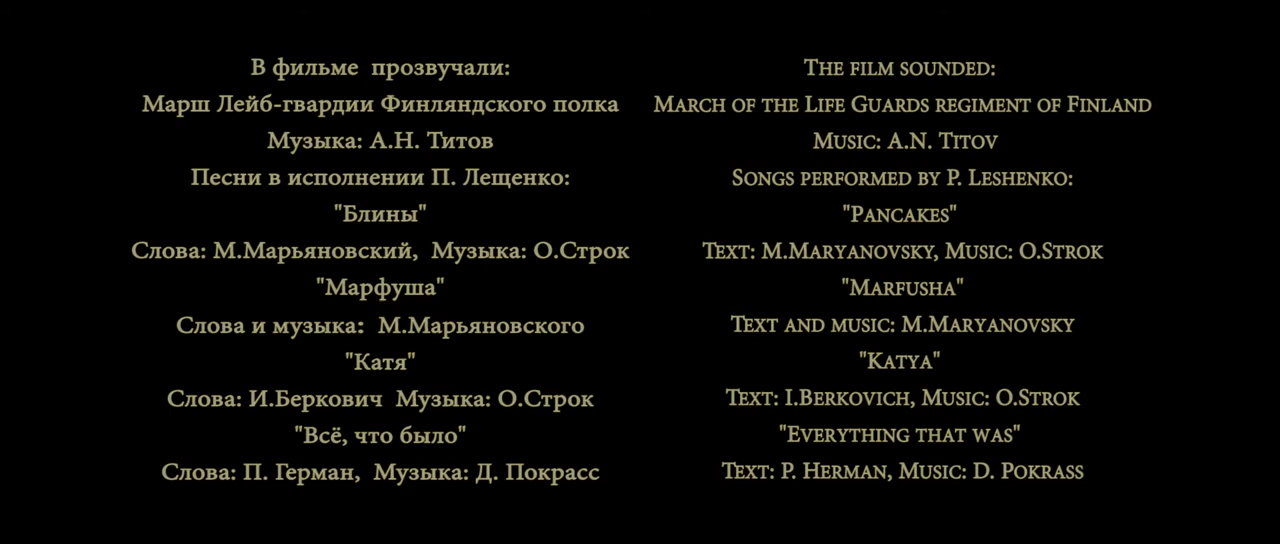 В фильме прозвучали:
Марш Лейб-гвардии Финляндского полка
Музыка: А.Н. Титов
Песни в исполнении П. Лещенко:
"Блины"
Слова: М.Марьяновский, Музыка: О.Строк
"Марфуша"
Слова и музыка: М.Марьяновского
"Катя"
Слова: И.Беркович Музыка: О.Строк
"Всё, что было"
Слова: П. Герман, Музыка: Д. Покрасс
The film sounded:
March of the Life Guards regiment of Finland
Music: A.N. Titov
Songs performed by P. Leshenko:
"Pancakes"
Text: M.Maryanovsky, Music: O.Strok
"Marfusha"
Text and music: M.Maryanovsky
"Katya"
Text: I.Berkovich, Music: O.Strok
"Everything that was"
Text: P. Herman, Music: D. Pokrass